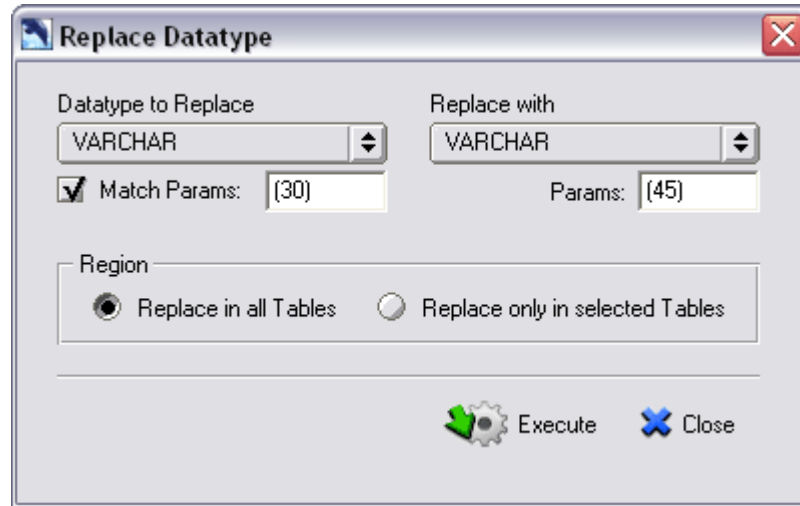 Replace Datatype
Datatype to Replace
Replace with
VARCHAR
VARCHAR
Match Params: (30)
Params: (45)
Region
Replace in all Tables
Replace only in selected Tables
Execute
Close